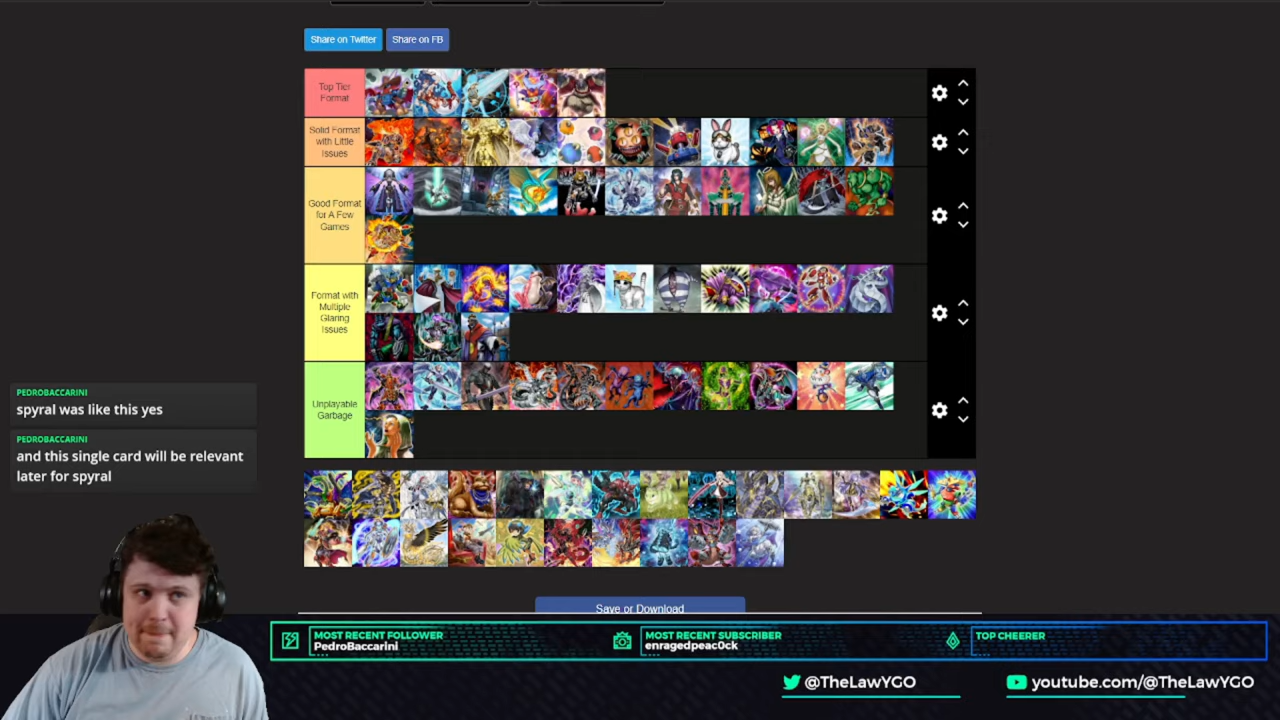 Share on Twitter
Share on FB
Top Tier
Format
Solid Format
with Little
Issues
Good Format
for A Few
Games
Format with
Multiple
Glaring
Issues
Unplayable
Garbage
PEDROBACCARINI
spyral was like this yes
PEDROBACCARINI
and this single card will be relevant
later for spyral
Save or Download
MOST RECENT FOLLOWER
PedroBaccarini
MOST RECENT SUBSCRIBER
enragedpeac0ck
TOP CHEERER
@TheLawYGO
youtube.com/@TheLawYGO